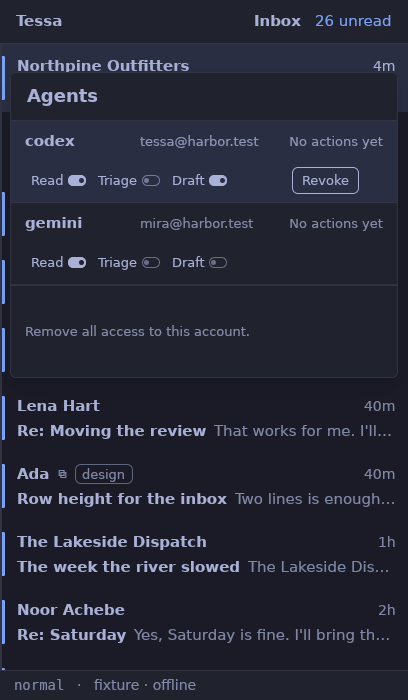 Tessa Inbox 26 unread
Northpine Outfitters 4m
Agents
codex tessa@harbor.test No actions yet
Read Triage Draft Revoke
gemini mira@harbor.test No actions yet
Read Triage Draft
Remove all access to this account.
Lena Hart 40m
Re: Moving the review That works for me. I'll...
Ada design 40m
Row height for the inbox Two lines is enough...
The Lakeside Dispatch 1h
The week the river slowed The Lakeside Dis...
Noor Achebe 2h
Re: Saturday Yes, Saturday is fine. I'll bring th...
normal · fixture · offline